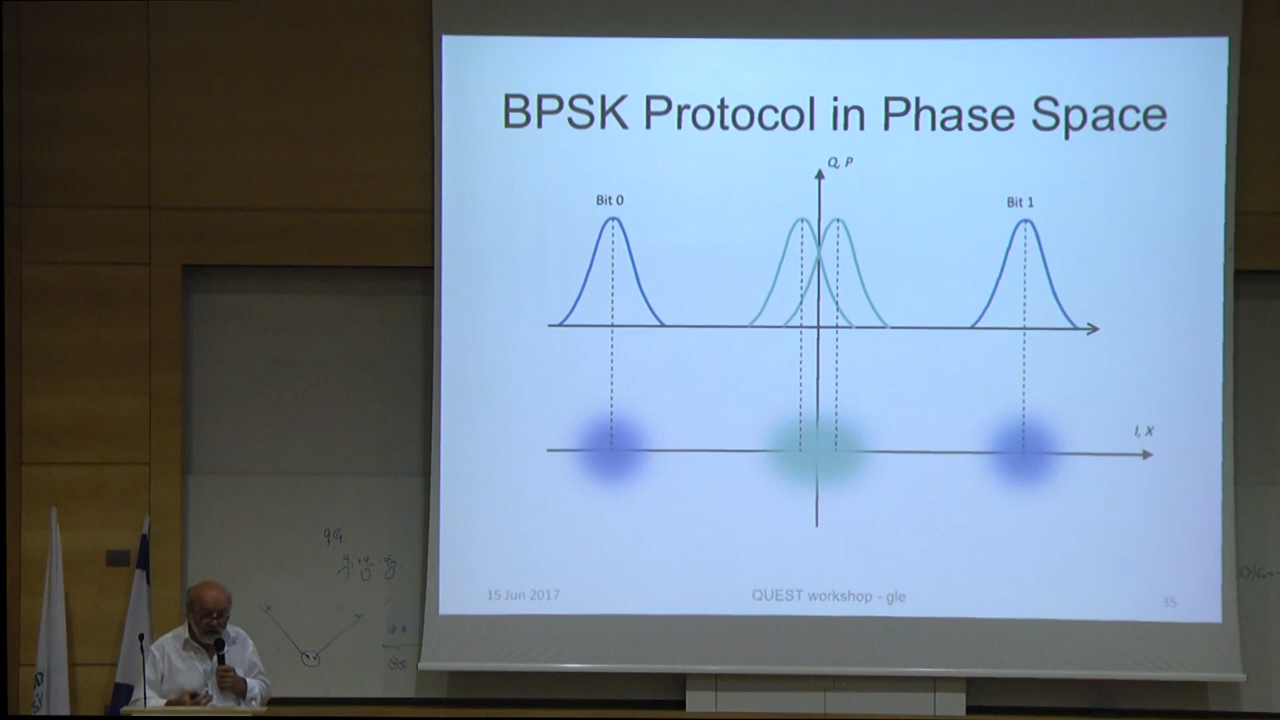 BPSK Protocol in Phase Space
Q, P
Bit 0
Bit 1
I, X
15 Jun 2017
QUEST workshop - gle
35